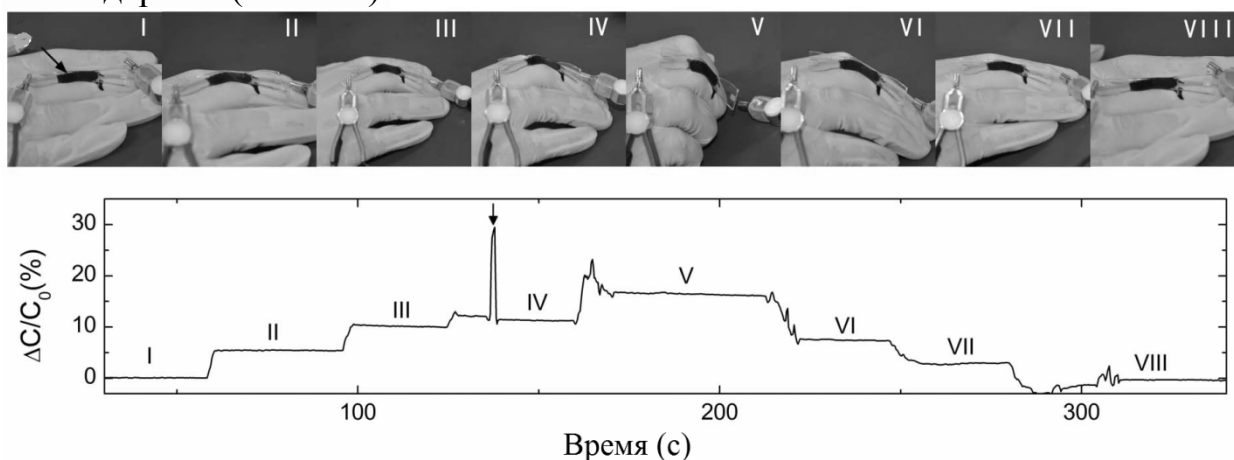 I II III IV V VI VII VIII
30
20
10
0
ΔC/C₀(%)
I
II
III
IV
V
VI
VII
VIII
100 200 300
Время (с)